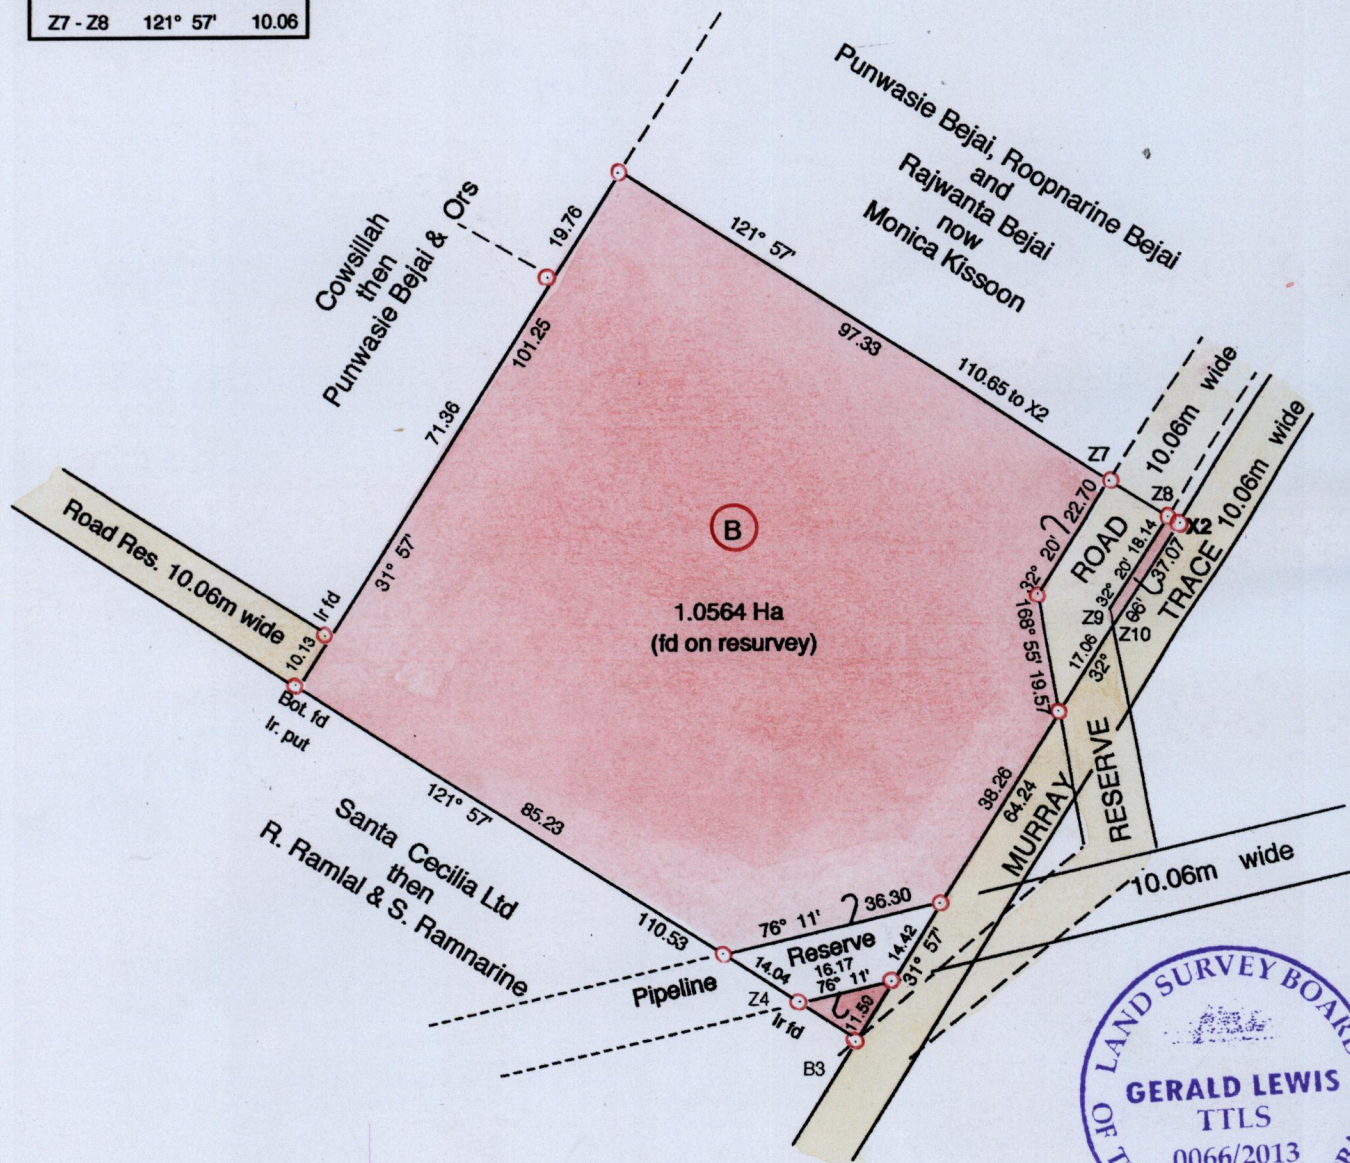 Z7 - Z8 121° 57' 10.06
Punwasie Bejai, Roopnarine Bejai
and
Rajwanta Bejai
now
Monica Kissoon
Cowsillah
then
Punwasie Bejai & Ors
19.76
121° 57'
101.25
97.33
110.65 to X2
71.36
31° 57'
Z7
10.06m wide
Z8
X2
10.06m wide
22.70
32° 20'
ROAD
32° 20' 18.14
37.07
06'
TRACE
B
Road Res. 10.06m wide
Ir fd
10.13
1.0564 Ha
(fd on resurvey)
Z9
Z10
168° 55' 19.57
17.06
32°
Bot. fd
Ir. put
RESERVE
121° 57'
85.23
38.26
64.24
MURRAY
Santa Cecilia Ltd
then
R. Ramlal & S. Ramnarine
10.06m wide
110.53
76° 11'
36.30
Reserve
14.42
31° 57'
14.04
16.17
76° 11'
Pipeline
Z4
Ir fd
11.59
B3
LAND SURVEY BOARD
OF T
GERALD LEWIS
TTLS
0066/2013